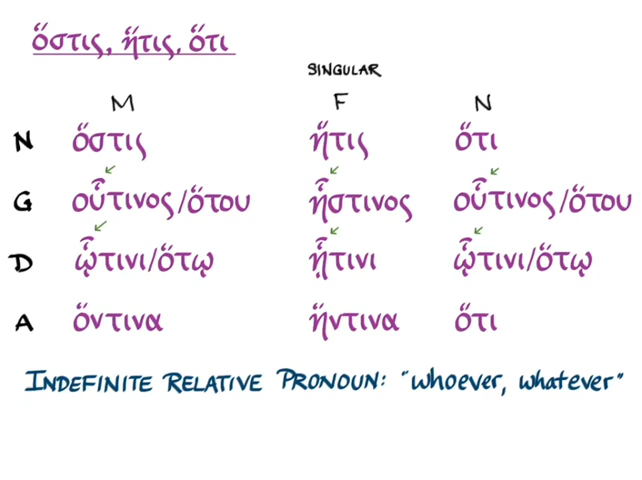 ὅστις, ἥτις, ὅτι
SINGULAR
M F N
N ὅστις ἥτις ὅτι
G οὗτινος/ὅτου ἧστινος οὗτινος/ὅτου
D ᾧτινι/ὅτῳ ᾗτινι ᾧτινι/ὅτῳ
A ὅντινα ἥντινα ὅτι
INDEFINITE RELATIVE PRONOUN: "whoever, whatever"